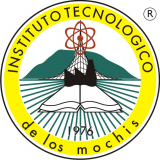 INSTITUTO TECNOLOGICO
de los mochis
1976
®